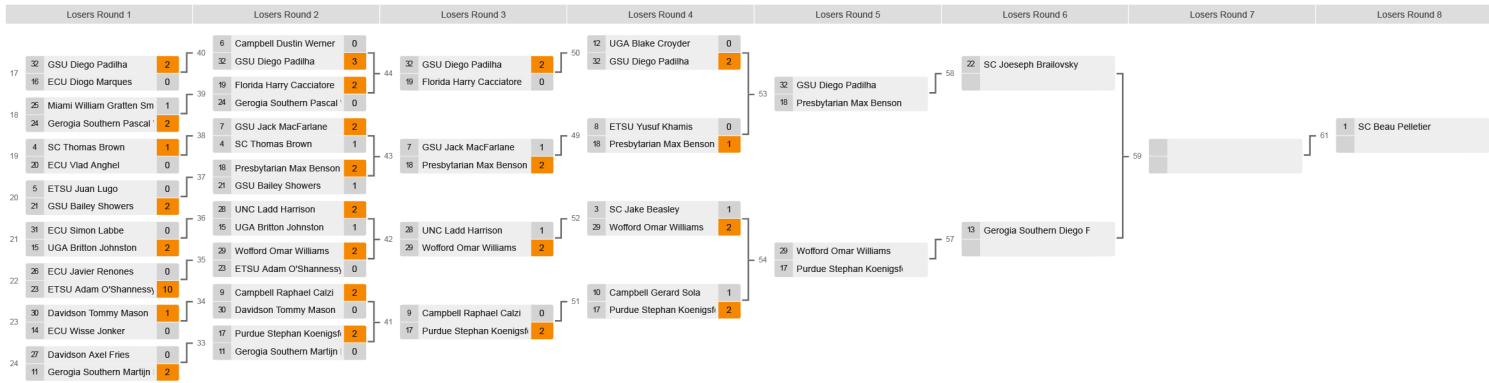 Losers Round 1
Losers Round 2
Losers Round 3
Losers Round 4
Losers Round 5
Losers Round 6
Losers Round 7
Losers Round 8
17
32 GSU Diego Padilha 2
16 ECU Diogo Marques 0
18
25 Miami William Gratten Sm 1
24 Gerogia Southern Pascal 2
19
4 SC Thomas Brown 1
20 ECU Vlad Anghel 0
20
5 ETSU Juan Lugo 0
21 GSU Bailey Showers 2
21
31 ECU Simon Labbe 0
15 UGA Britton Johnston 2
22
26 ECU Javier Renones 0
23 ETSU Adam O'Shannessy 10
23
30 Davidson Tommy Mason 1
14 ECU Wisse Jonker 0
24
27 Davidson Axel Fries 0
11 Gerogia Southern Martijn 2
40
6 Campbell Dustin Werner 0
32 GSU Diego Padilha 3
39
19 Florida Harry Cacciatore 2
24 Gerogia Southern Pascal 0
38
7 GSU Jack MacFarlane 2
4 SC Thomas Brown 1
37
18 Presbytarian Max Benson 2
21 GSU Bailey Showers 1
36
28 UNC Ladd Harrison 2
15 UGA Britton Johnston 1
35
29 Wofford Omar Williams 2
23 ETSU Adam O'Shannessy 0
34
9 Campbell Raphael Calzi 2
30 Davidson Tommy Mason 0
33
17 Purdue Stephan Koenigsf 2
11 Gerogia Southern Martijn 0
44
32 GSU Diego Padilha 2
19 Florida Harry Cacciatore 0
43
7 GSU Jack MacFarlane 1
18 Presbytarian Max Benson 2
42
28 UNC Ladd Harrison 1
29 Wofford Omar Williams 2
41
9 Campbell Raphael Calzi 0
17 Purdue Stephan Koenigsf 2
50
12 UGA Blake Croyder 0
32 GSU Diego Padilha 2
49
8 ETSU Yusuf Khamis 0
18 Presbytarian Max Benson 1
52
3 SC Jake Beasley 1
29 Wofford Omar Williams 2
51
10 Campbell Gerard Sola 1
17 Purdue Stephan Koenigsf 2
53
32 GSU Diego Padilha
18 Presbytarian Max Benson
54
29 Wofford Omar Williams
17 Purdue Stephan Koenigsf
58
22 SC Joeseph Brailovsky
57
13 Gerogia Southern Diego F
59
61
1 SC Beau Pelletier